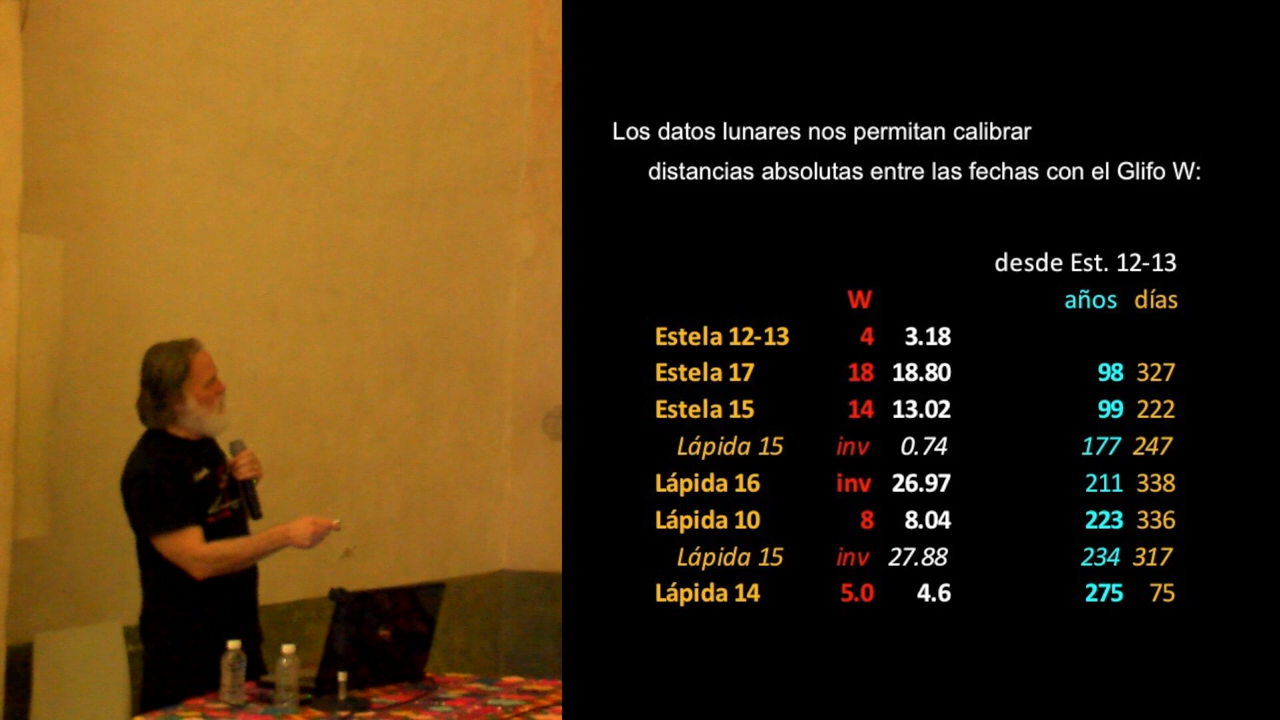 Los datos lunares nos permitan calibrar
distancias absolutas entre las fechas con el Glifo W:
desde Est. 12-13
W años días
Estela 12-13 4 3.18
Estela 17 18 18.80 98 327
Estela 15 14 13.02 99 222
Lápida 15 inv 0.74 177 247
Lápida 16 inv 26.97 211 338
Lápida 10 8 8.04 223 336
Lápida 15 inv 27.88 234 317
Lápida 14 5.0 4.6 275 75